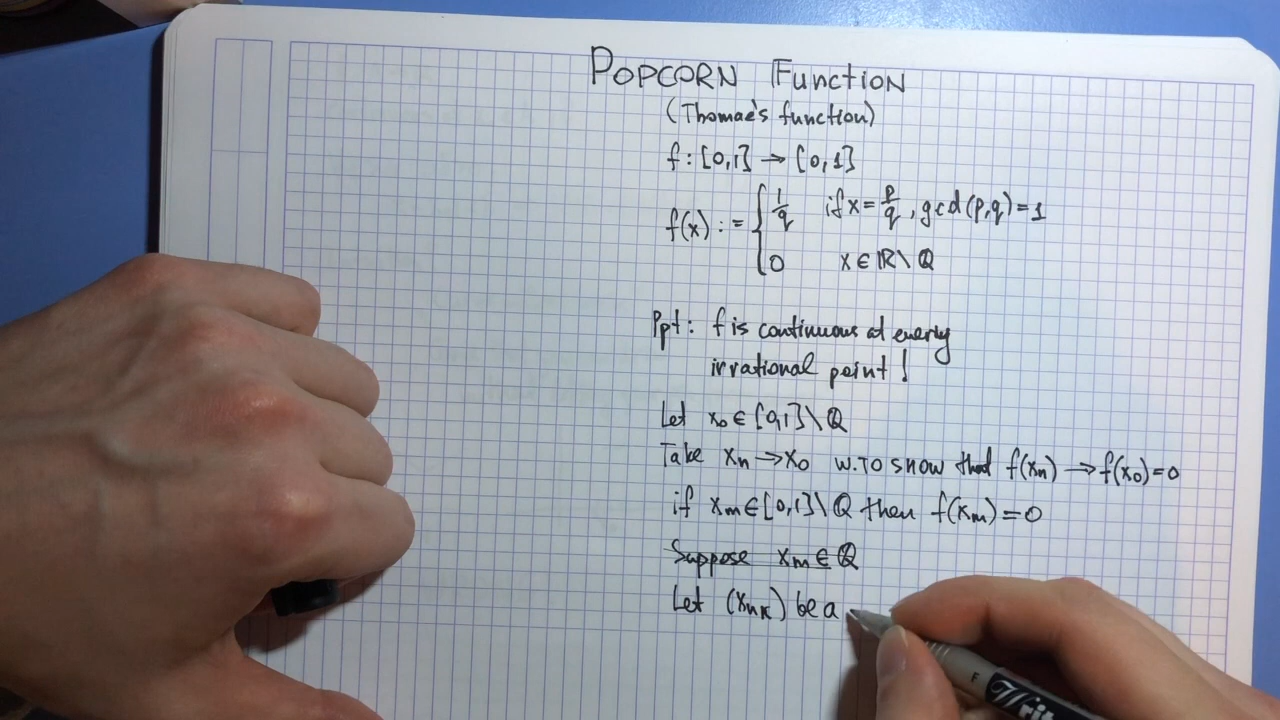 POPCORN Function
(Thomae's function)
f : [0,1] → [0,1]
f(x) := { 1/q if x = p/q , gcd(p,q) = 1
0 x ∈ ℝ \ ℚ
Ppt : f is continuous at every
irrational point !
Let x₀ ∈ [0,1] \ ℚ
Take xₙ → x₀ W.TO SHOW that f(xₙ) → f(x₀) = 0
if xₘ ∈ [0,1] \ ℚ then f(xₘ) = 0
Suppose xₘ ∈ ℚ
Let (xₙₖ) be a
F